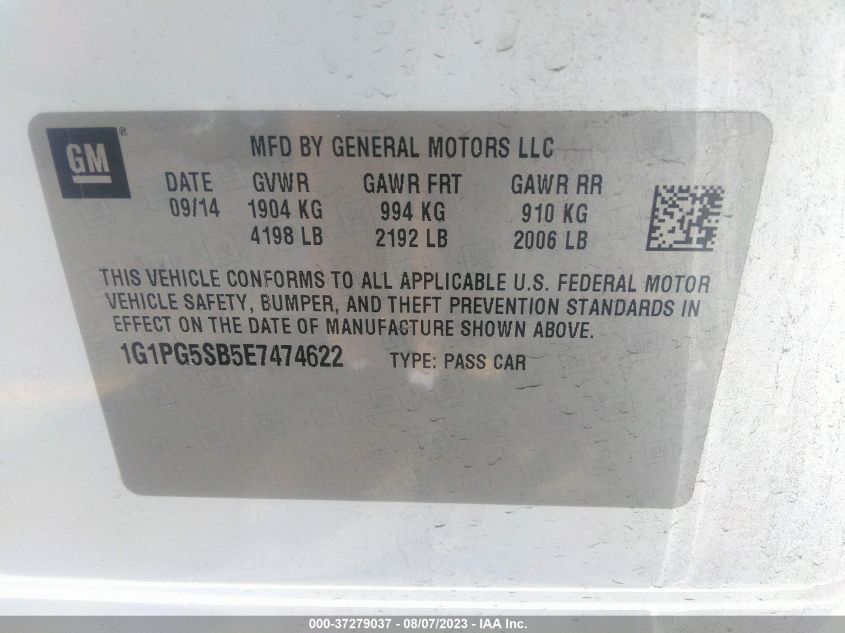 GM ®
MFD BY GENERAL MOTORS LLC
DATE GVWR GAWR FRT GAWR RR
09/14 1904 KG 994 KG 910 KG
4198 LB 2192 LB 2006 LB
THIS VEHICLE CONFORMS TO ALL APPLICABLE U.S. FEDERAL MOTOR
VEHICLE SAFETY, BUMPER, AND THEFT PREVENTION STANDARDS IN
EFFECT ON THE DATE OF MANUFACTURE SHOWN ABOVE.
1G1PG5SB5E7474622 TYPE: PASS CAR
000-37279037 - 08/07/2023 - IAA Inc.